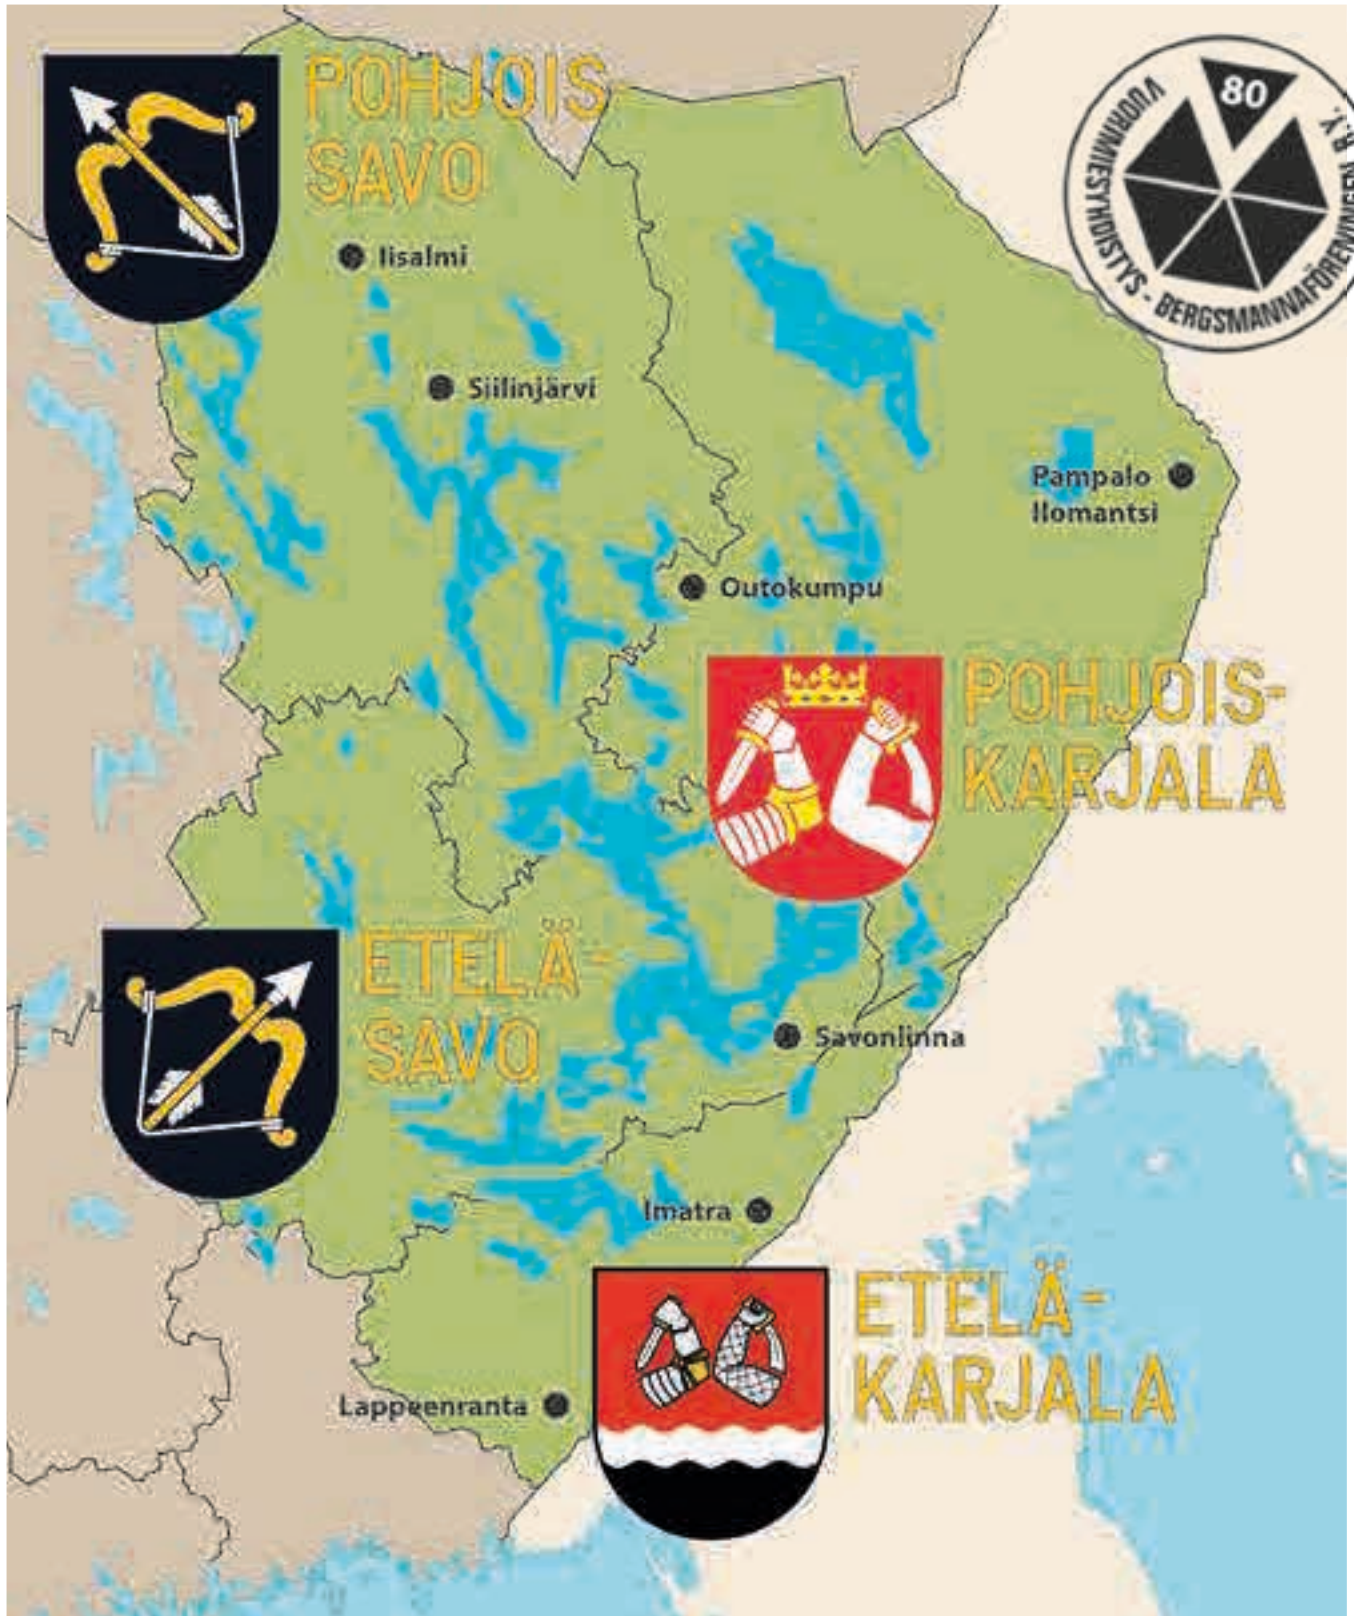 POHJOIS
SAVO
80
VUORIMIESYHDISTYS - BERGSMANNAFÖRENINGEN R.Y.
Iisalmi
Siilinjärvi
Pampalo
Ilomantsi
Outokumpu
POHJOIS-
KARJALA
ETELÄ-
SAVO
Savonlinna
Imatra
ETELÄ-
KARJALA
Lappeenranta